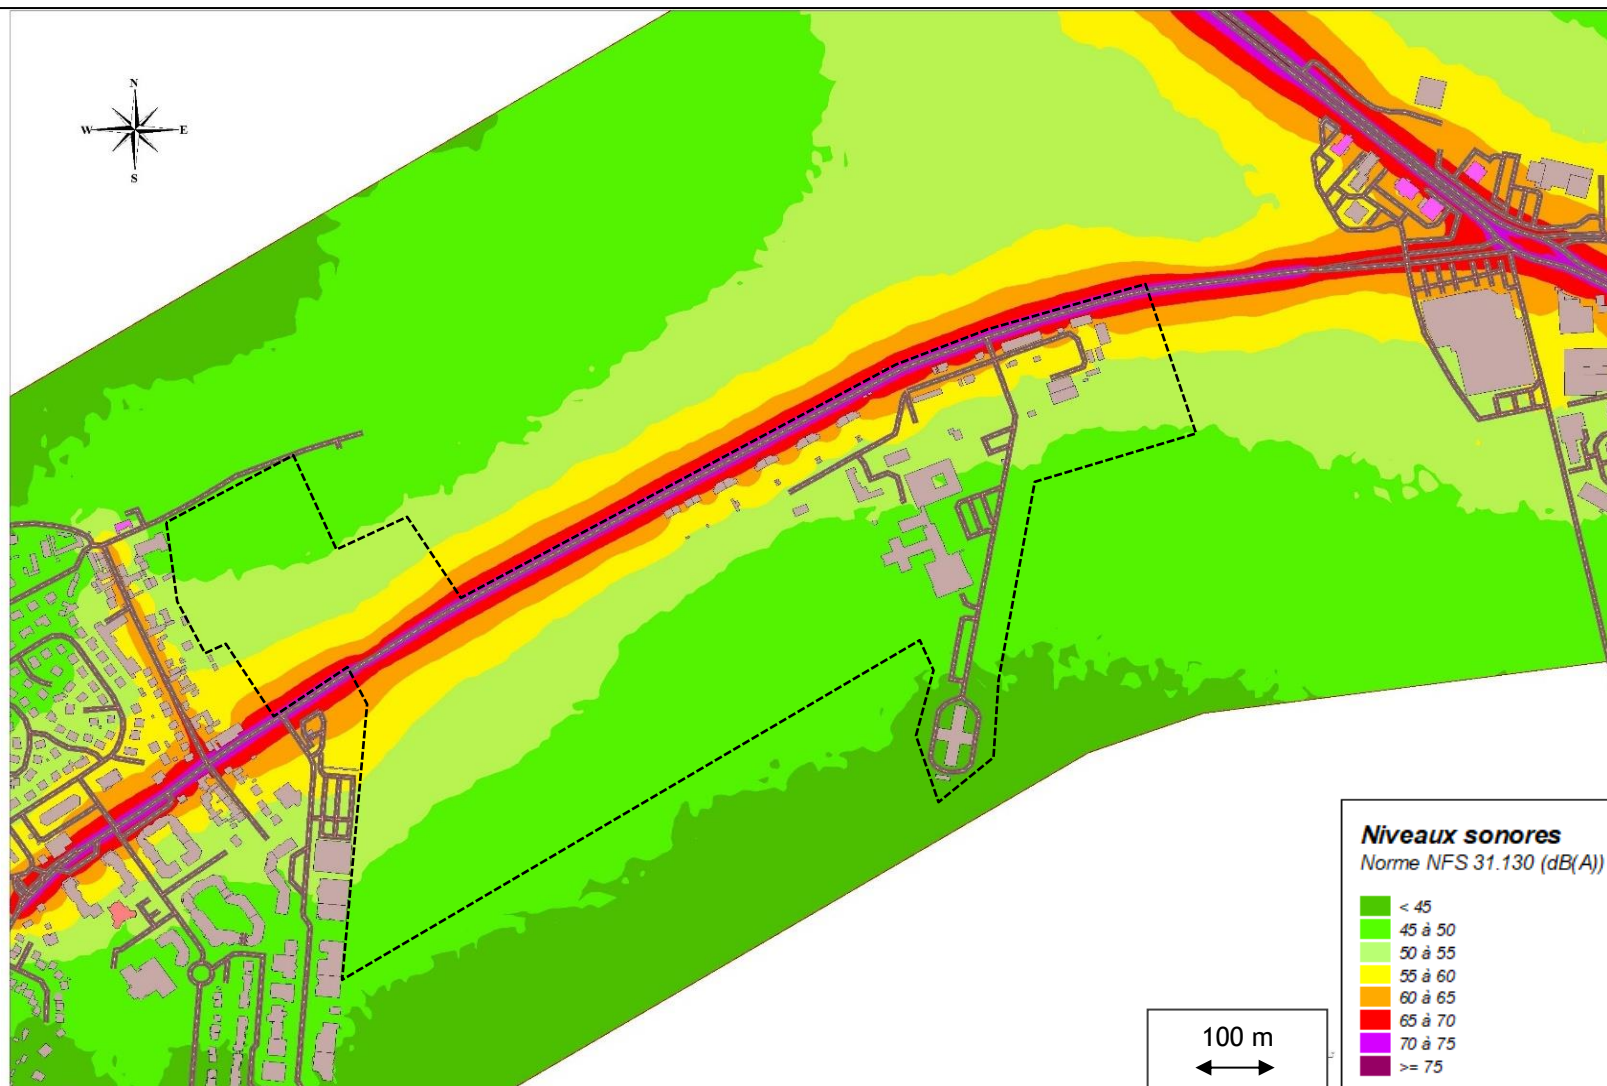 N
W E
S
Niveaux sonores
Norme NFS 31.130 (dB(A))
< 45
45 à 50
50 à 55
55 à 60
60 à 65
65 à 70
70 à 75
>= 75
100 m